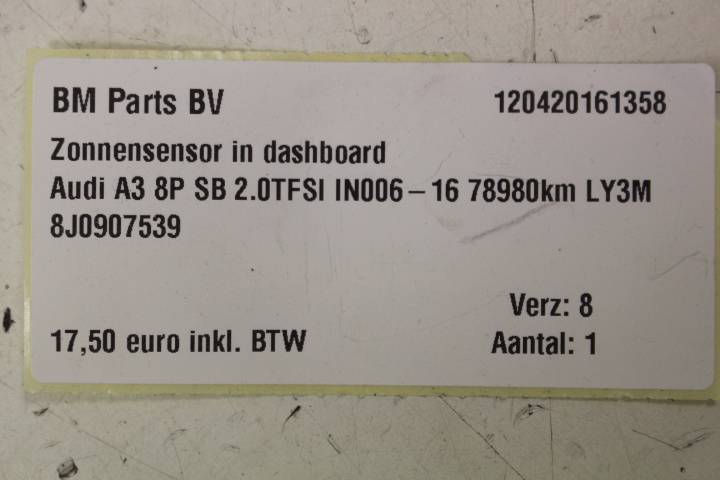 BM Parts BV 120420161358
Zonnensensor in dashboard
Audi A3 8P SB 2.0TFSI IN006-16 78980km LY3M
8J0907539
Verz: 8
17,50 euro inkl. BTW Aantal: 1